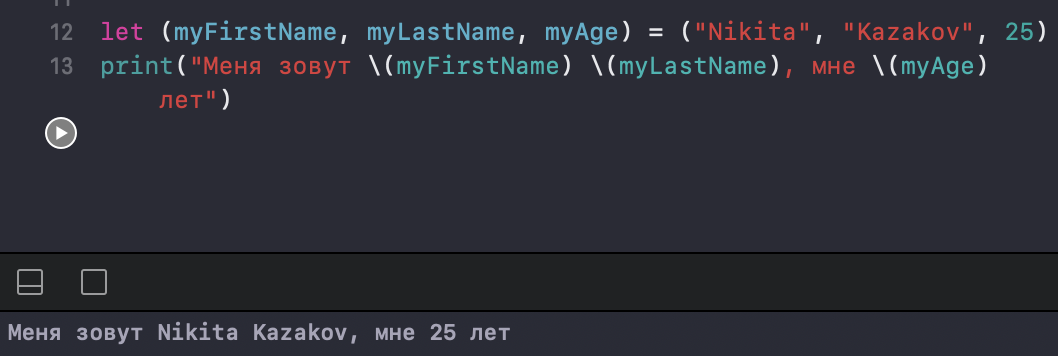 12 let (myFirstName, myLastName, myAge) = ("Nikita", "Kazakov", 25)
13 print("Меня зовут \(myFirstName) \(myLastName), мне \(myAge)
лет")
Меня зовут Nikita Kazakov, мне 25 лет